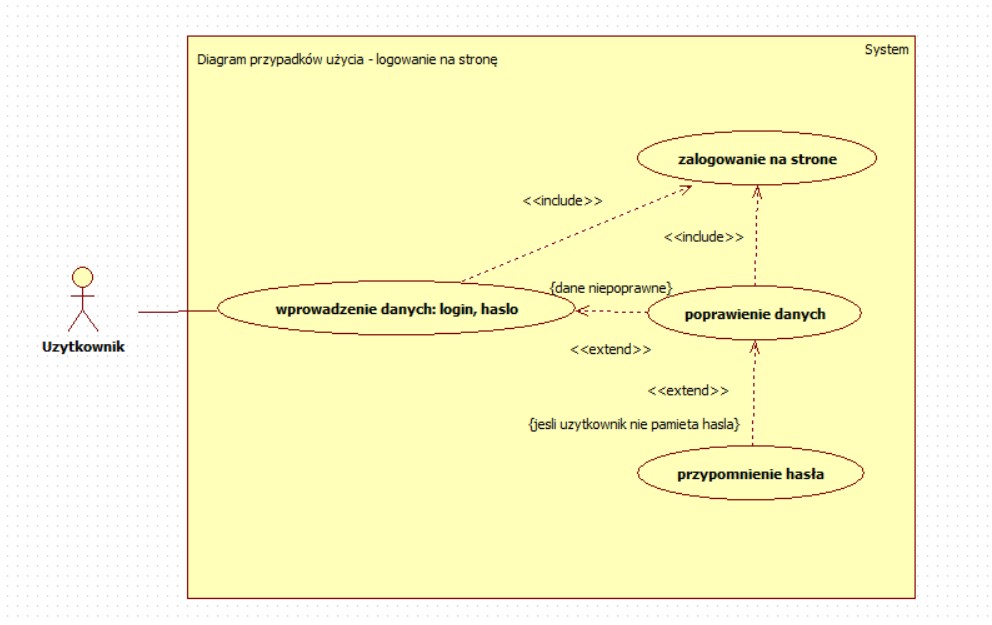 System
Diagram przypadków użycia - logowanie na stronę
zalogowanie na strone
<<include>>
<<include>>
{dane niepoprawne}
wprowadzenie danych: login, haslo
poprawienie danych
Uzytkownik
<<extend>>
<<extend>>
{jesli uzytkownik nie pamieta hasla}
przypomnienie hasła